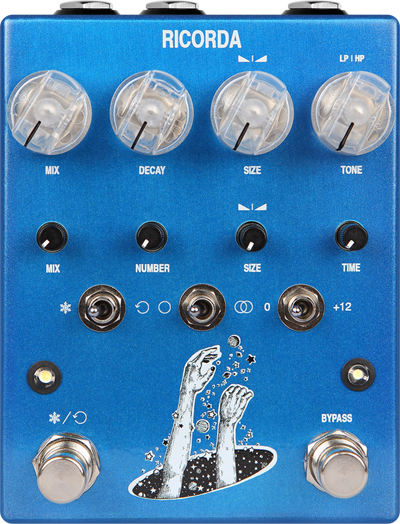 RICORDA
LP | HP
MIX DECAY SIZE TONE
MIX NUMBER SIZE TIME
0 +12
BYPASS